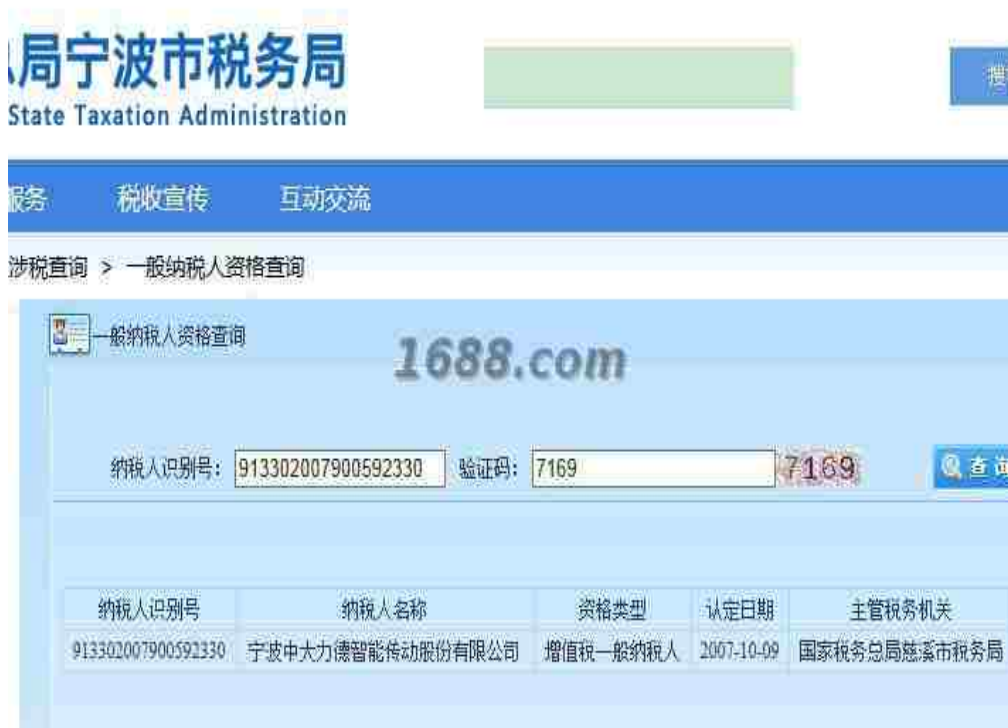 局宁波市税务局
State Taxation Administration
服务 税收宣传 互动交流
涉税查询 > 一般纳税人资格查询
一般纳税人资格查询
1688.com
纳税人识别号: 913302007900592330 验证码: 7169 7169 查询
纳税人识别号 纳税人名称 资格类型 认定日期 主管税务机关
913302007900592330 宁波中大力德智能传动股份有限公司 增值税一般纳税人 2007-10-09 国家税务总局慈溪市税务局